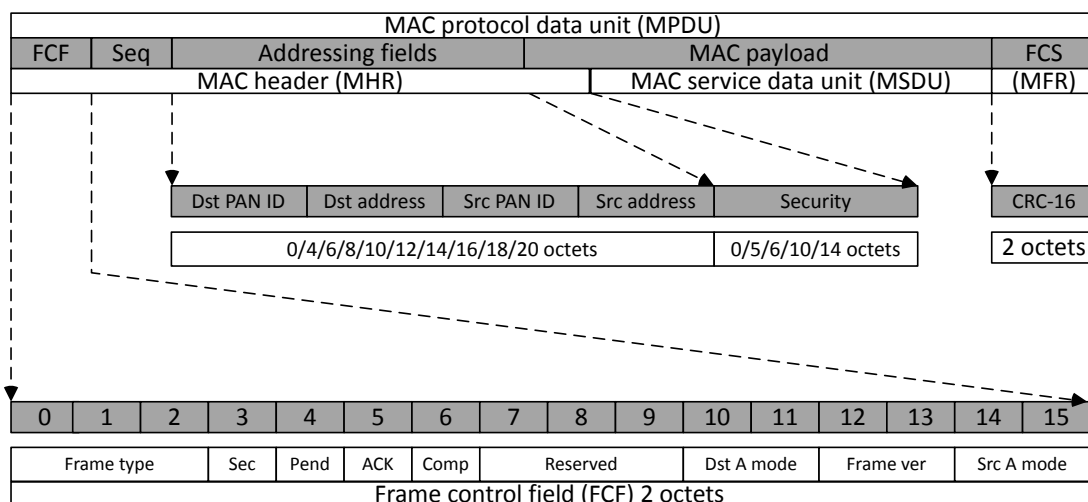 MAC protocol data unit (MPDU)
FCF Seq Addressing fields MAC payload FCS
MAC header (MHR) MAC service data unit (MSDU) (MFR)
Dst PAN ID Dst address Src PAN ID Src address Security CRC-16
0/4/6/8/10/12/14/16/18/20 octets 0/5/6/10/14 octets 2 octets
0 1 2 3 4 5 6 7 8 9 10 11 12 13 14 15
Frame type Sec Pend ACK Comp Reserved Dst A mode Frame ver Src A mode
Frame control field (FCF) 2 octets